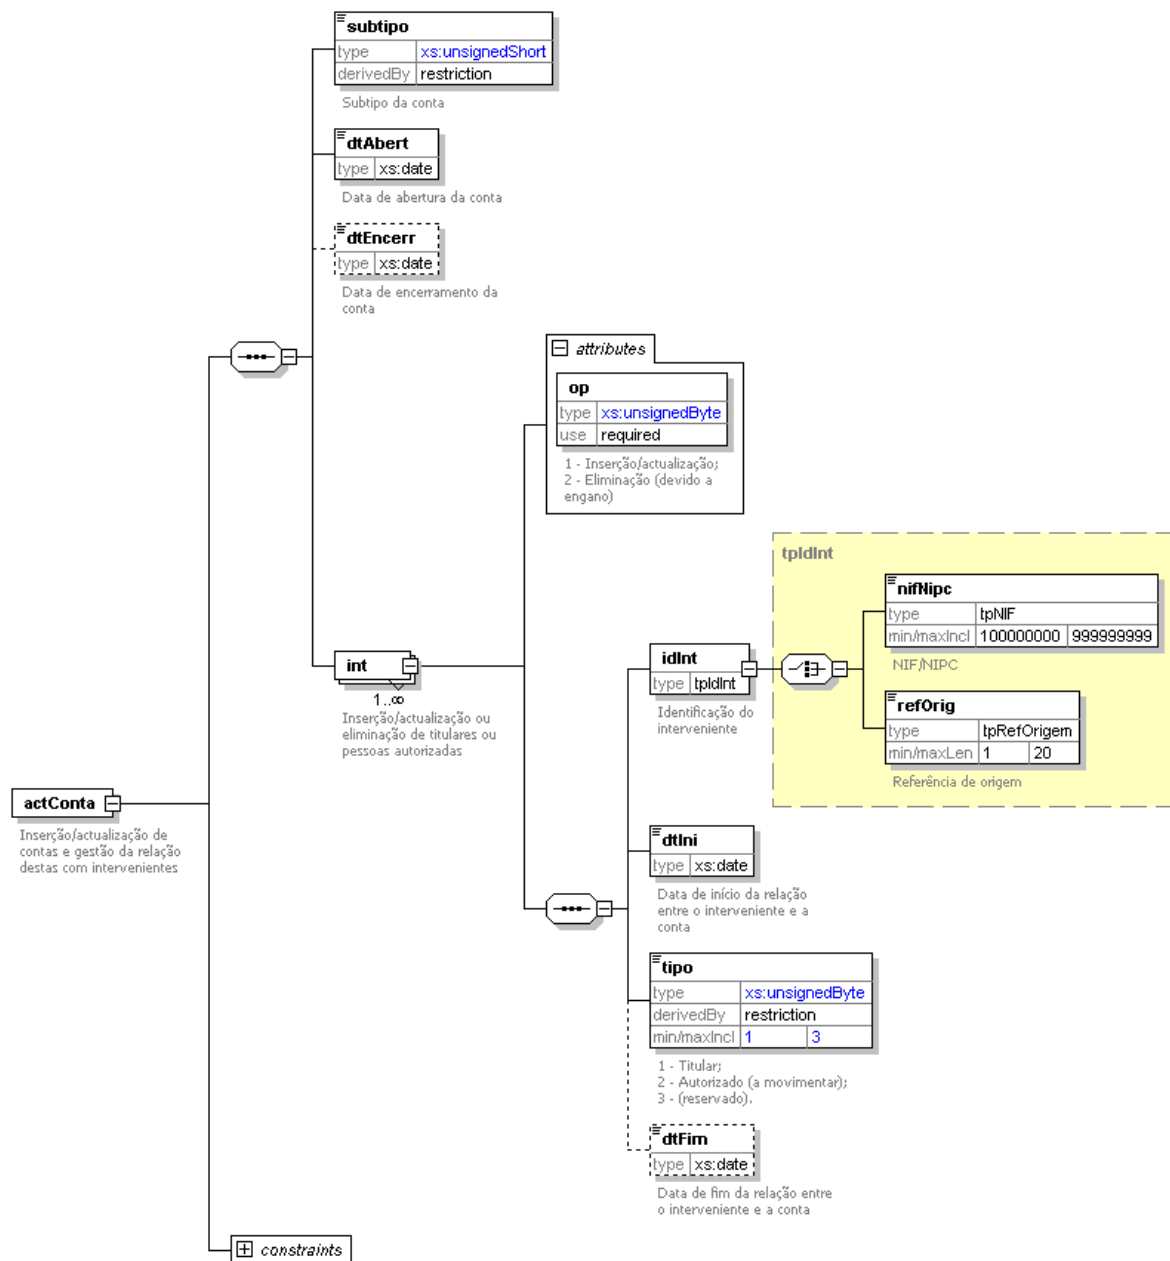 subtipo
type xs:unsignedShort
derivedBy restriction
Subtipo da conta
dtAbert
type xs:date
Data de abertura da conta
dtEncerr
type xs:date
Data de encerramento da
conta
attributes
op
type xs:unsignedByte
use required
1 - Inserção/actualização;
2 - Eliminação (devido a
engano)
int
1..∞
Inserção/actualização ou
eliminação de titulares ou
pessoas autorizadas
tpIdInt
idInt
type tpIdInt
Identificação do
interveniente
nifNipc
type tpNIF
min/maxIncl 100000000 999999999
NIF/NIPC
refOrig
type tpRefOrigem
min/maxLen 1 20
Referência de origem
actConta
Inserção/actualização de
contas e gestão da relação
destas com intervenientes
dtIni
type xs:date
Data de início da relação
entre o interveniente e a
conta
tipo
type xs:unsignedByte
derivedBy restriction
min/maxIncl 1 3
1 - Titular;
2 - Autorizado (a movimentar);
3 - (reservado).
dtFim
type xs:date
Data de fim da relação entre
o interveniente e a conta
constraints